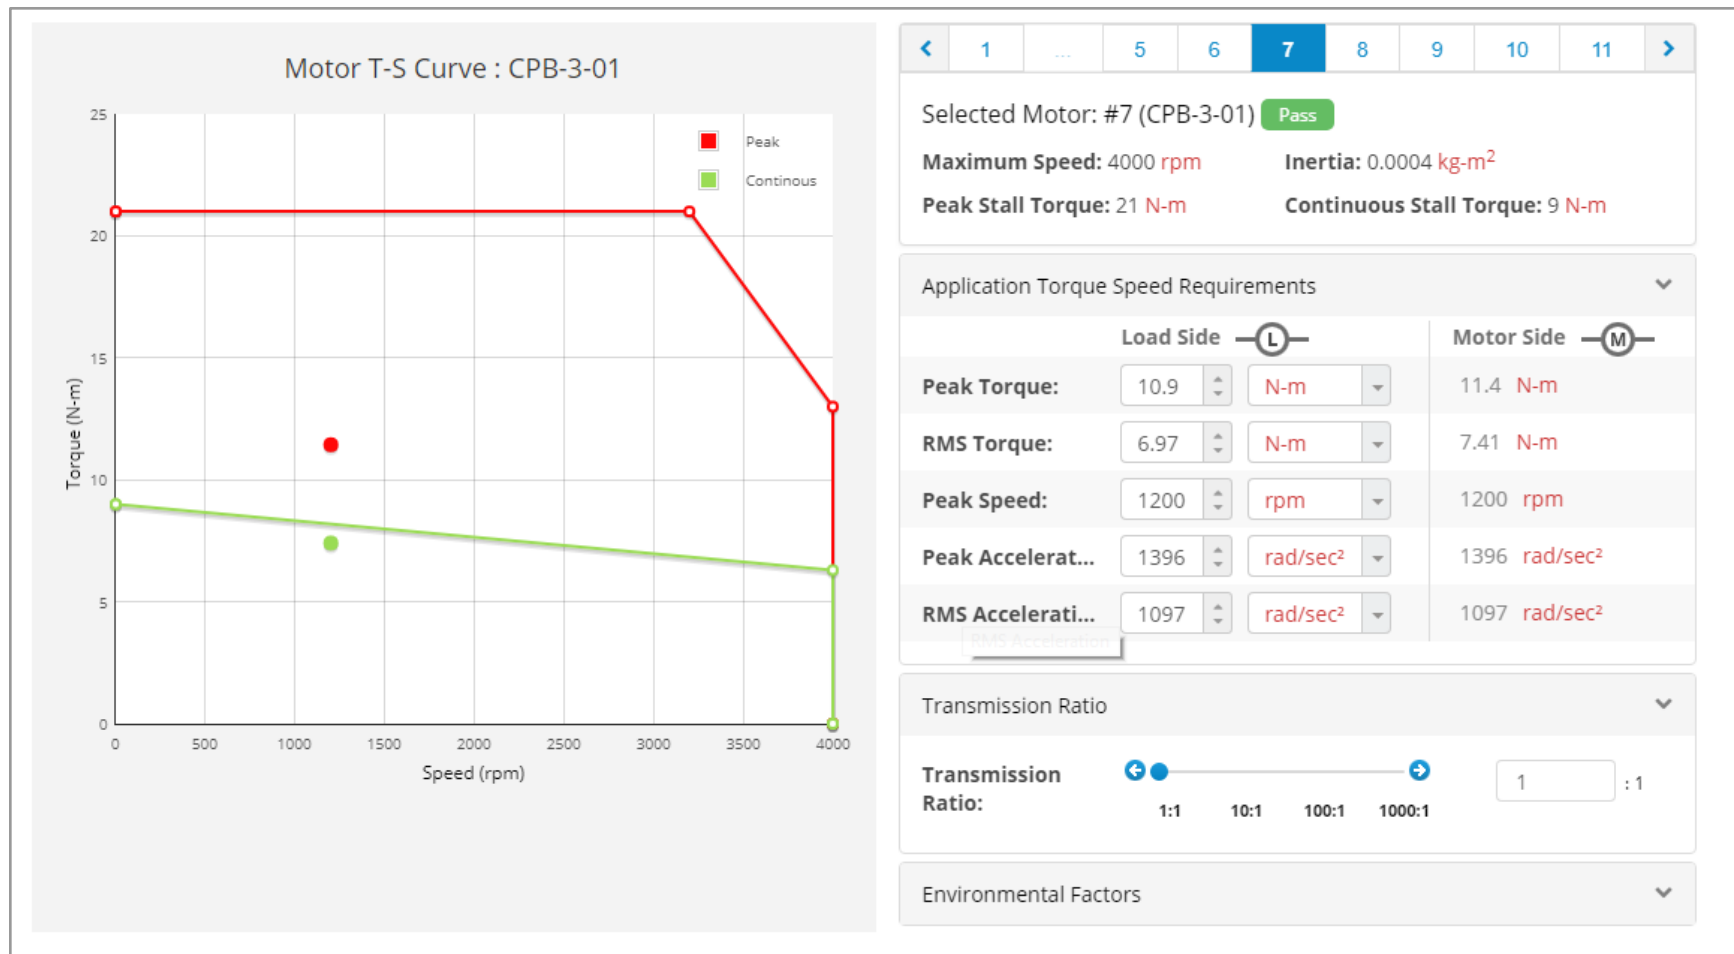 Motor T-S Curve : CPB-3-01
25
20
15
10
5
0
Torque (N-m)
0 500 1000 1500 2000 2500 3000 3500 4000
Speed (rpm)
Peak
Continous
1 ... 5 6 7 8 9 10 11
Selected Motor: #7 (CPB-3-01) Pass
Maximum Speed: 4000 rpm Inertia: 0.0004 kg-m²
Peak Stall Torque: 21 N-m Continuous Stall Torque: 9 N-m
Application Torque Speed Requirements
Load Side L Motor Side M
Peak Torque: 10.9 N-m 11.4 N-m
RMS Torque: 6.97 N-m 7.41 N-m
Peak Speed: 1200 rpm 1200 rpm
Peak Accelerat... 1396 rad/sec² 1396 rad/sec²
RMS Accelerati... 1097 rad/sec² 1097 rad/sec²
RMS Acceleration
Transmission Ratio
Transmission
Ratio:
1 : 1
1:1 10:1 100:1 1000:1
Environmental Factors